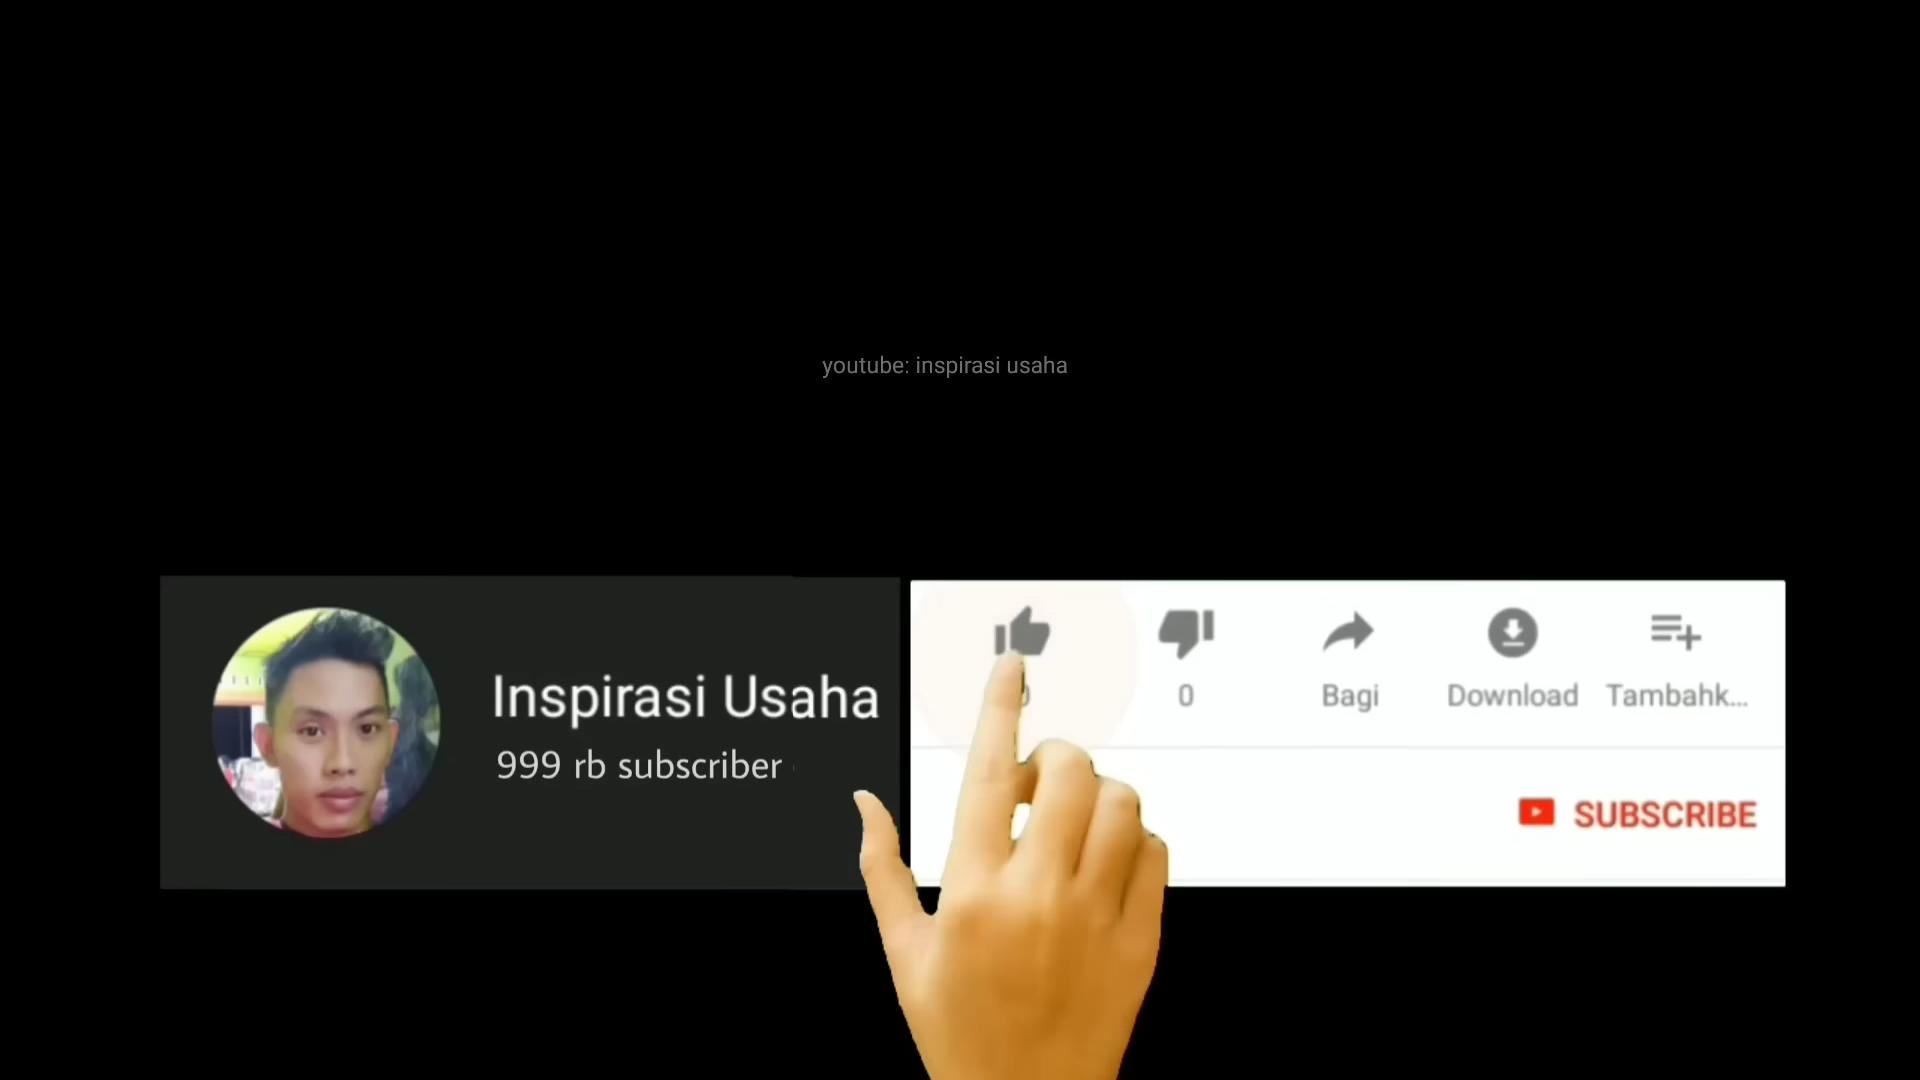 youtube: inspirasi usaha
Inspirasi Usaha
999 rb subscriber
0
Bagi
Download
Tambahk...
SUBSCRIBE